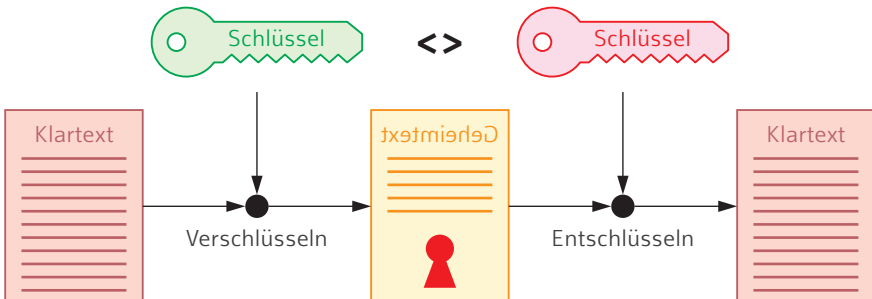 Schlüssel <> Schlüssel
Klartext Geheimtext Klartext
Verschlüsseln Entschlüsseln